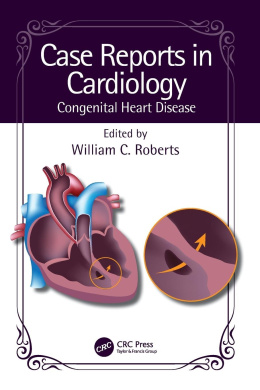 Case Reports in
Cardiology
Congenital Heart Disease
Edited by
William C. Roberts
CRC
CRC Press
Taylor & Francis Group